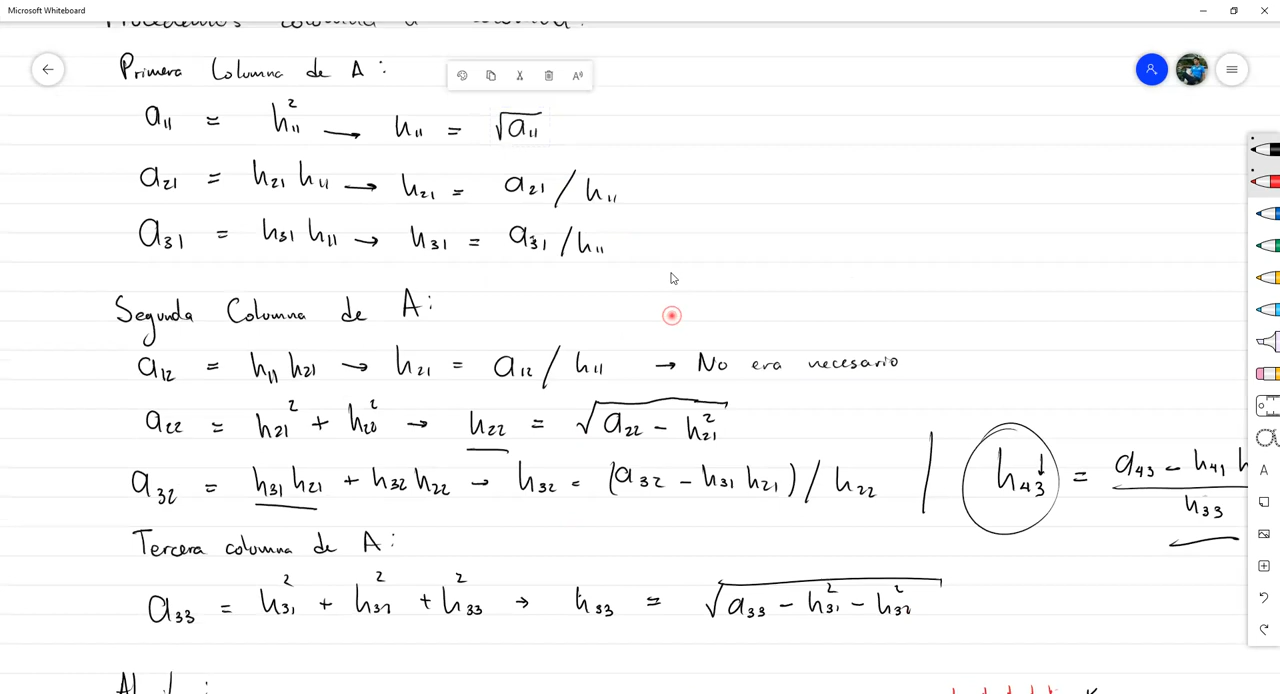 Microsoft Whiteboard
Primera Columna de A:
a₁₁ = h₁₁² → h₁₁ = √a₁₁
a₂₁ = h₂₁ h₁₁ → h₂₁ = a₂₁ / h₁₁
a₃₁ = h₃₁ h₁₁ → h₃₁ = a₃₁ / h₁₁
Segunda Columna de A:
a₁₂ = h₁₁ h₂₁ → h₂₁ = a₁₂ / h₁₁ → No era necesario
a₂₂ = h₂₁² + h₂₂² → h₂₂ = √(a₂₂ − h₂₁²)
a₃₂ = h₃₁ h₂₁ + h₃₂ h₂₂ → h₃₂ = (a₃₂ − h₃₁ h₂₁) / h₂₂ | h₄₃ = a₄₃ − h₄₁ h
h₃₃
Tercera columna de A:
a₃₃ = h₃₁² + h₃₂² + h₃₃² → h₃₃ = √(a₃₃ − h₃₁² − h₃₂²)